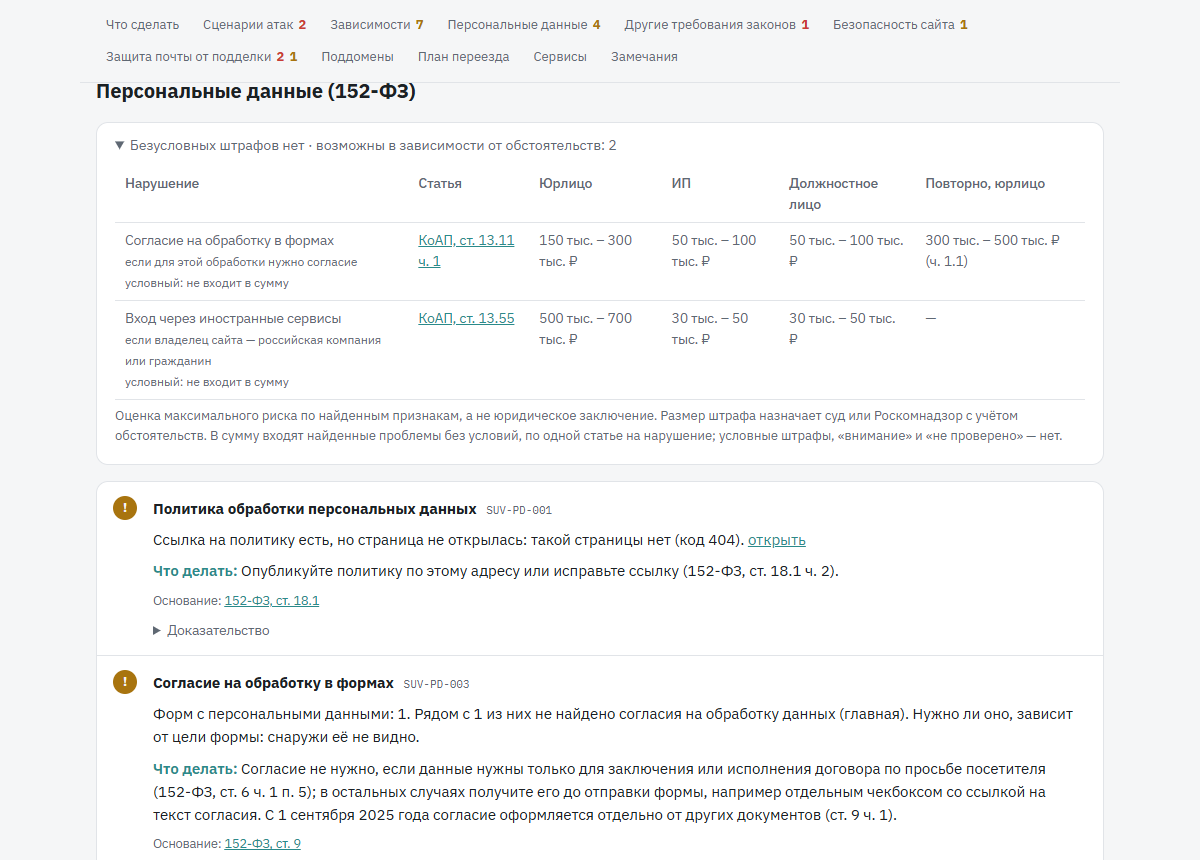 Что сделать Сценарии атак 2 Зависимости 7 Персональные данные 4 Другие требования законов 1 Безопасность сайта 1
Защита почты от подделки 2 1 Поддомены План переезда Сервисы Замечания
Персональные данные (152-ФЗ)
▼ Безусловных штрафов нет · возможны в зависимости от обстоятельств: 2
Нарушение Статья Юрлицо ИП Должностное Повторно, юрлицо
лицо
Согласие на обработку в формах КоАП, ст. 13.11 150 тыс. – 300 50 тыс. – 100 50 тыс. – 100 тыс. 300 тыс. – 500 тыс. ₽
если для этой обработки нужно согласие ч. 1 тыс. ₽ тыс. ₽ ₽ (ч. 1.1)
условный: не входит в сумму
Вход через иностранные сервисы КоАП, ст. 13.55 500 тыс. – 700 30 тыс. – 50 30 тыс. – 50 тыс. —
если владелец сайта — российская компания тыс. ₽ тыс. ₽ ₽
или гражданин
условный: не входит в сумму
Оценка максимального риска по найденным признакам, а не юридическое заключение. Размер штрафа назначает суд или Роскомнадзор с учётом
обстоятельств. В сумму входят найденные проблемы без условий, по одной статье на нарушение; условные штрафы, «внимание» и «не проверено» — нет.
! Политика обработки персональных данных SUV-PD-001
Ссылка на политику есть, но страница не открылась: такой страницы нет (код 404). открыть
Что делать: Опубликуйте политику по этому адресу или исправьте ссылку (152-ФЗ, ст. 18.1 ч. 2).
Основание: 152-ФЗ, ст. 18.1
▶ Доказательство
! Согласие на обработку в формах SUV-PD-003
Форм с персональными данными: 1. Рядом с 1 из них не найдено согласия на обработку данных (главная). Нужно ли оно, зависит
от цели формы: снаружи её не видно.
Что делать: Согласие не нужно, если данные нужны только для заключения или исполнения договора по просьбе посетителя
(152-ФЗ, ст. 6 ч. 1 п. 5); в остальных случаях получите его до отправки формы, например отдельным чекбоксом со ссылкой на
текст согласия. С 1 сентября 2025 года согласие оформляется отдельно от других документов (ст. 9 ч. 1).
Основание: 152-ФЗ, ст. 9